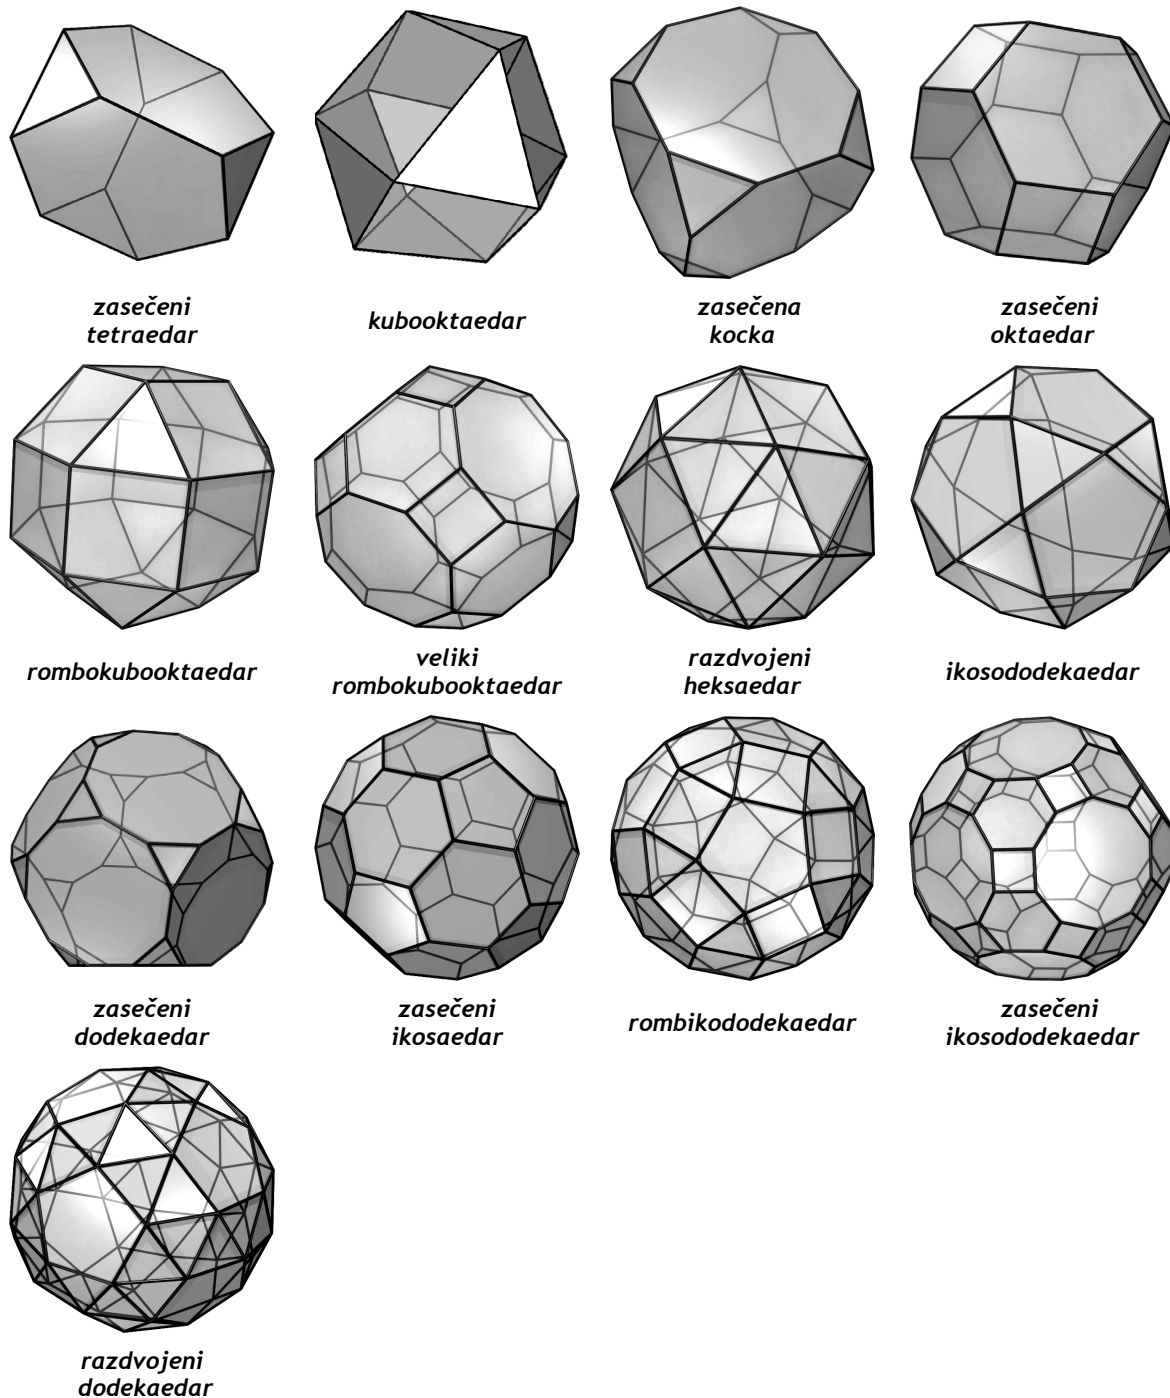 zasečeni
tetraedar
kubooktaedar
zasečena
kocka
zasečeni
oktaedar
rombokubooktaedar
veliki
rombokubooktaedar
razdvojeni
heksaedar
ikosododekaedar
zasečeni
dodekaedar
zasečeni
ikosaedar
rombikododekaedar
zasečeni
ikosododekaedar
razdvojeni
dodekaedar